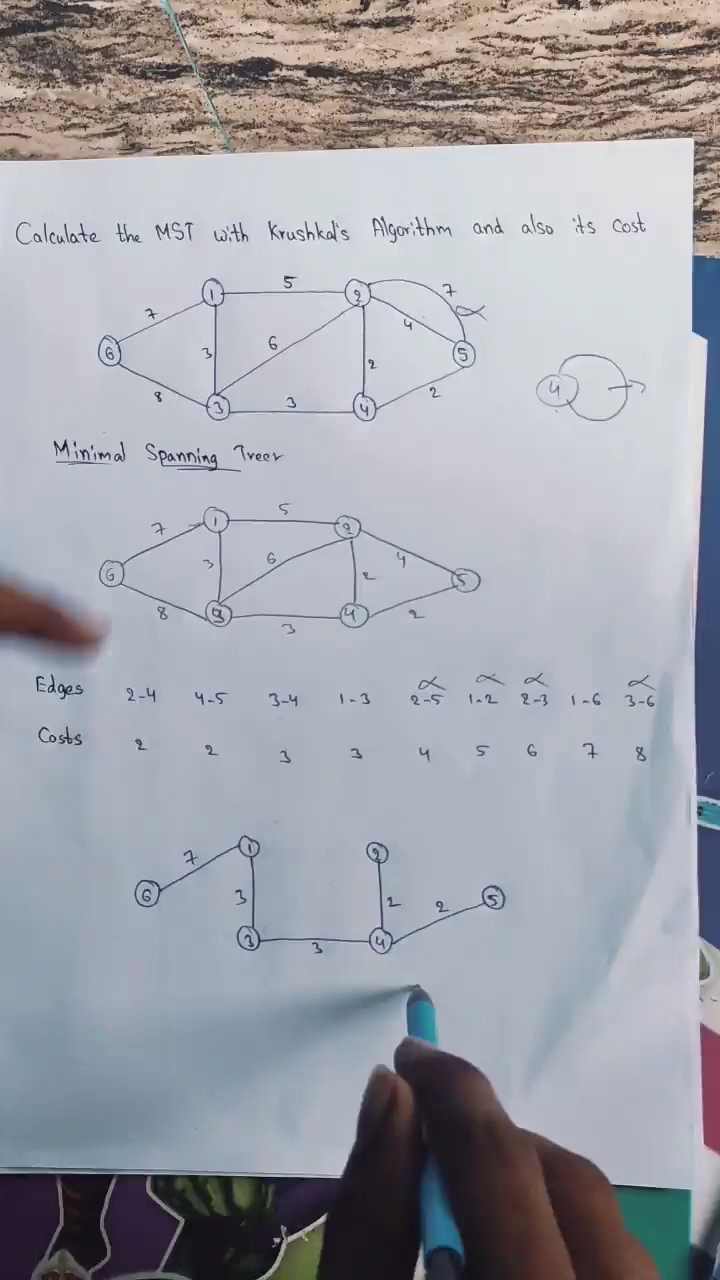 Calculate the MST with Krushkal's Algorithm and also its cost
1 5 2 7
7 4
6 3 6 2 5
8 3 3 4 2 4
Minimal Spanning Tree
1 5 2
7 3 6 4
6 2 5
8 3 3 4 2
Edges 2-4 4-5 3-4 1-3 2-5 1-2 2-3 1-6 3-6
Costs 2 2 3 3 4 5 6 7 8
7 1 2
6 3 2 2 5
3 3 4